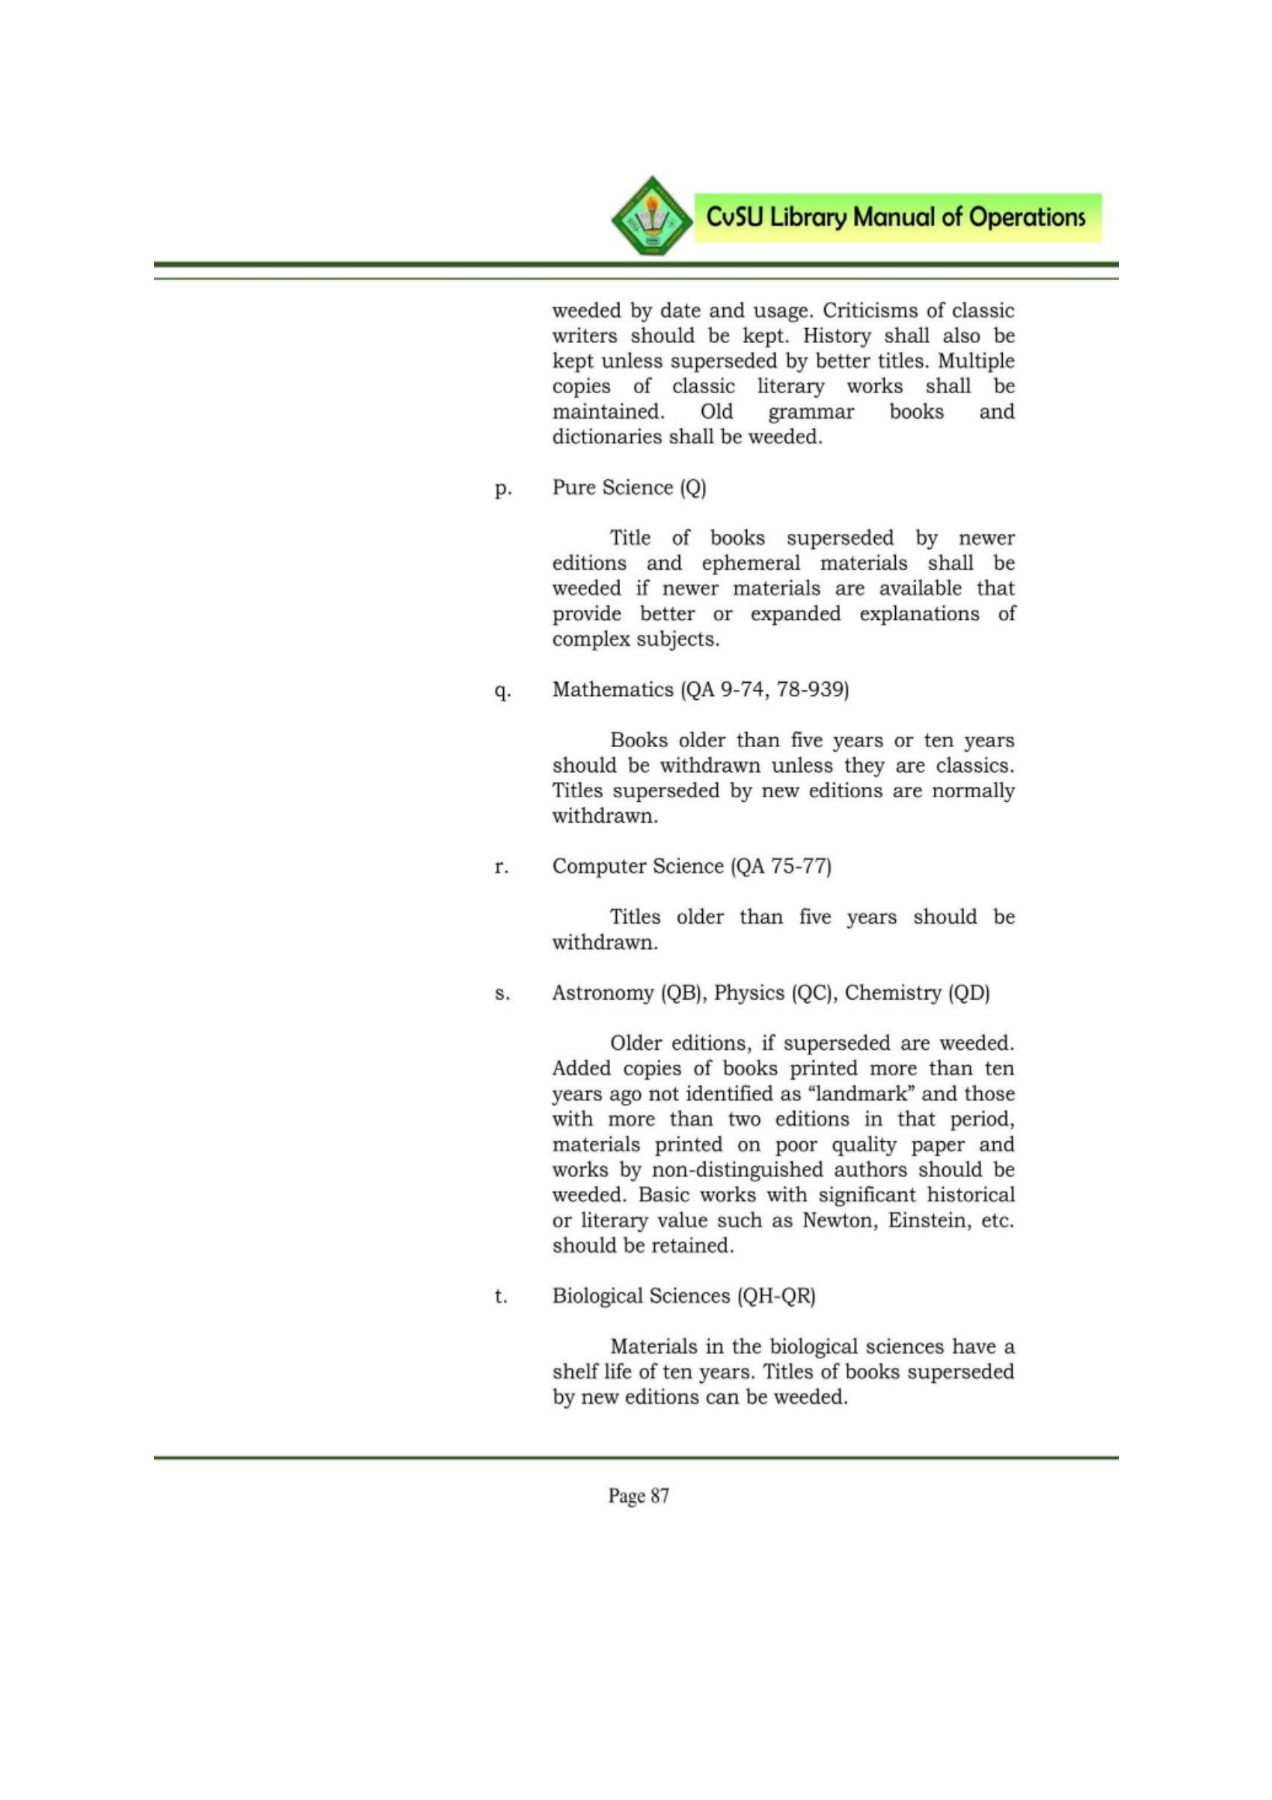 CvSU Library Manual of Operations
weeded by date and usage. Criticisms of classic
writers should be kept. History shall also be
kept unless superseded by better titles. Multiple
copies of classic literary works shall be
maintained. Old grammar books and
dictionaries shall be weeded.
p. Pure Science (Q)
Title of books superseded by newer
editions and ephemeral materials shall be
weeded if newer materials are available that
provide better or expanded explanations of
complex subjects.
q. Mathematics (QA 9-74, 78-939)
Books older than five years or ten years
should be withdrawn unless they are classics.
Titles superseded by new editions are normally
withdrawn.
r. Computer Science (QA 75-77)
Titles older than five years should be
withdrawn.
s. Astronomy (QB), Physics (QC), Chemistry (QD)
Older editions, if superseded are weeded.
Added copies of books printed more than ten
years ago not identified as “landmark” and those
with more than two editions in that period,
materials printed on poor quality paper and
works by non-distinguished authors should be
weeded. Basic works with significant historical
or literary value such as Newton, Einstein, etc.
should be retained.
t. Biological Sciences (QH-QR)
Materials in the biological sciences have a
shelf life of ten years. Titles of books superseded
by new editions can be weeded.
Page 87